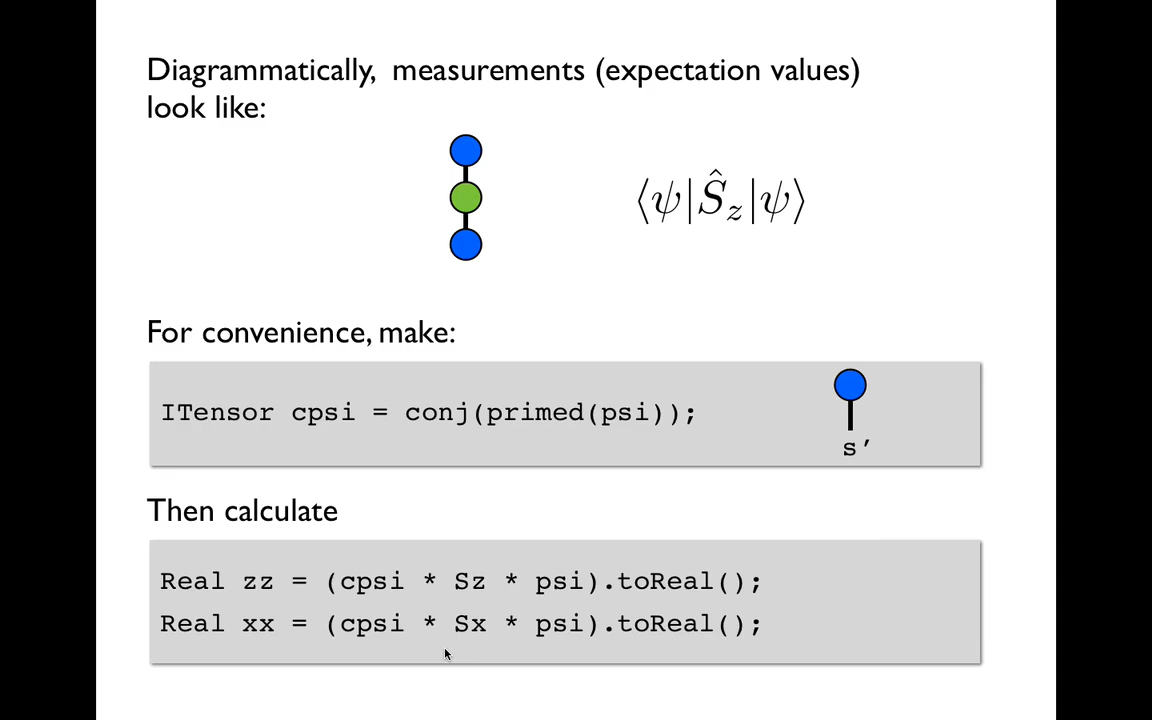 Diagrammatically, measurements (expectation values)
look like:
⟨ψ|Ŝ_z|ψ⟩
For convenience, make:
ITensor cpsi = conj(primed(psi));
s′
Then calculate
Real zz = (cpsi * Sz * psi).toReal();
Real xx = (cpsi * Sx * psi).toReal();